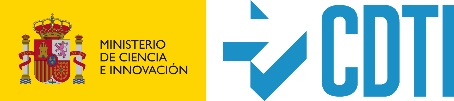 MINISTERIO
DE CIENCIA
E INNOVACIÓN
CDTI